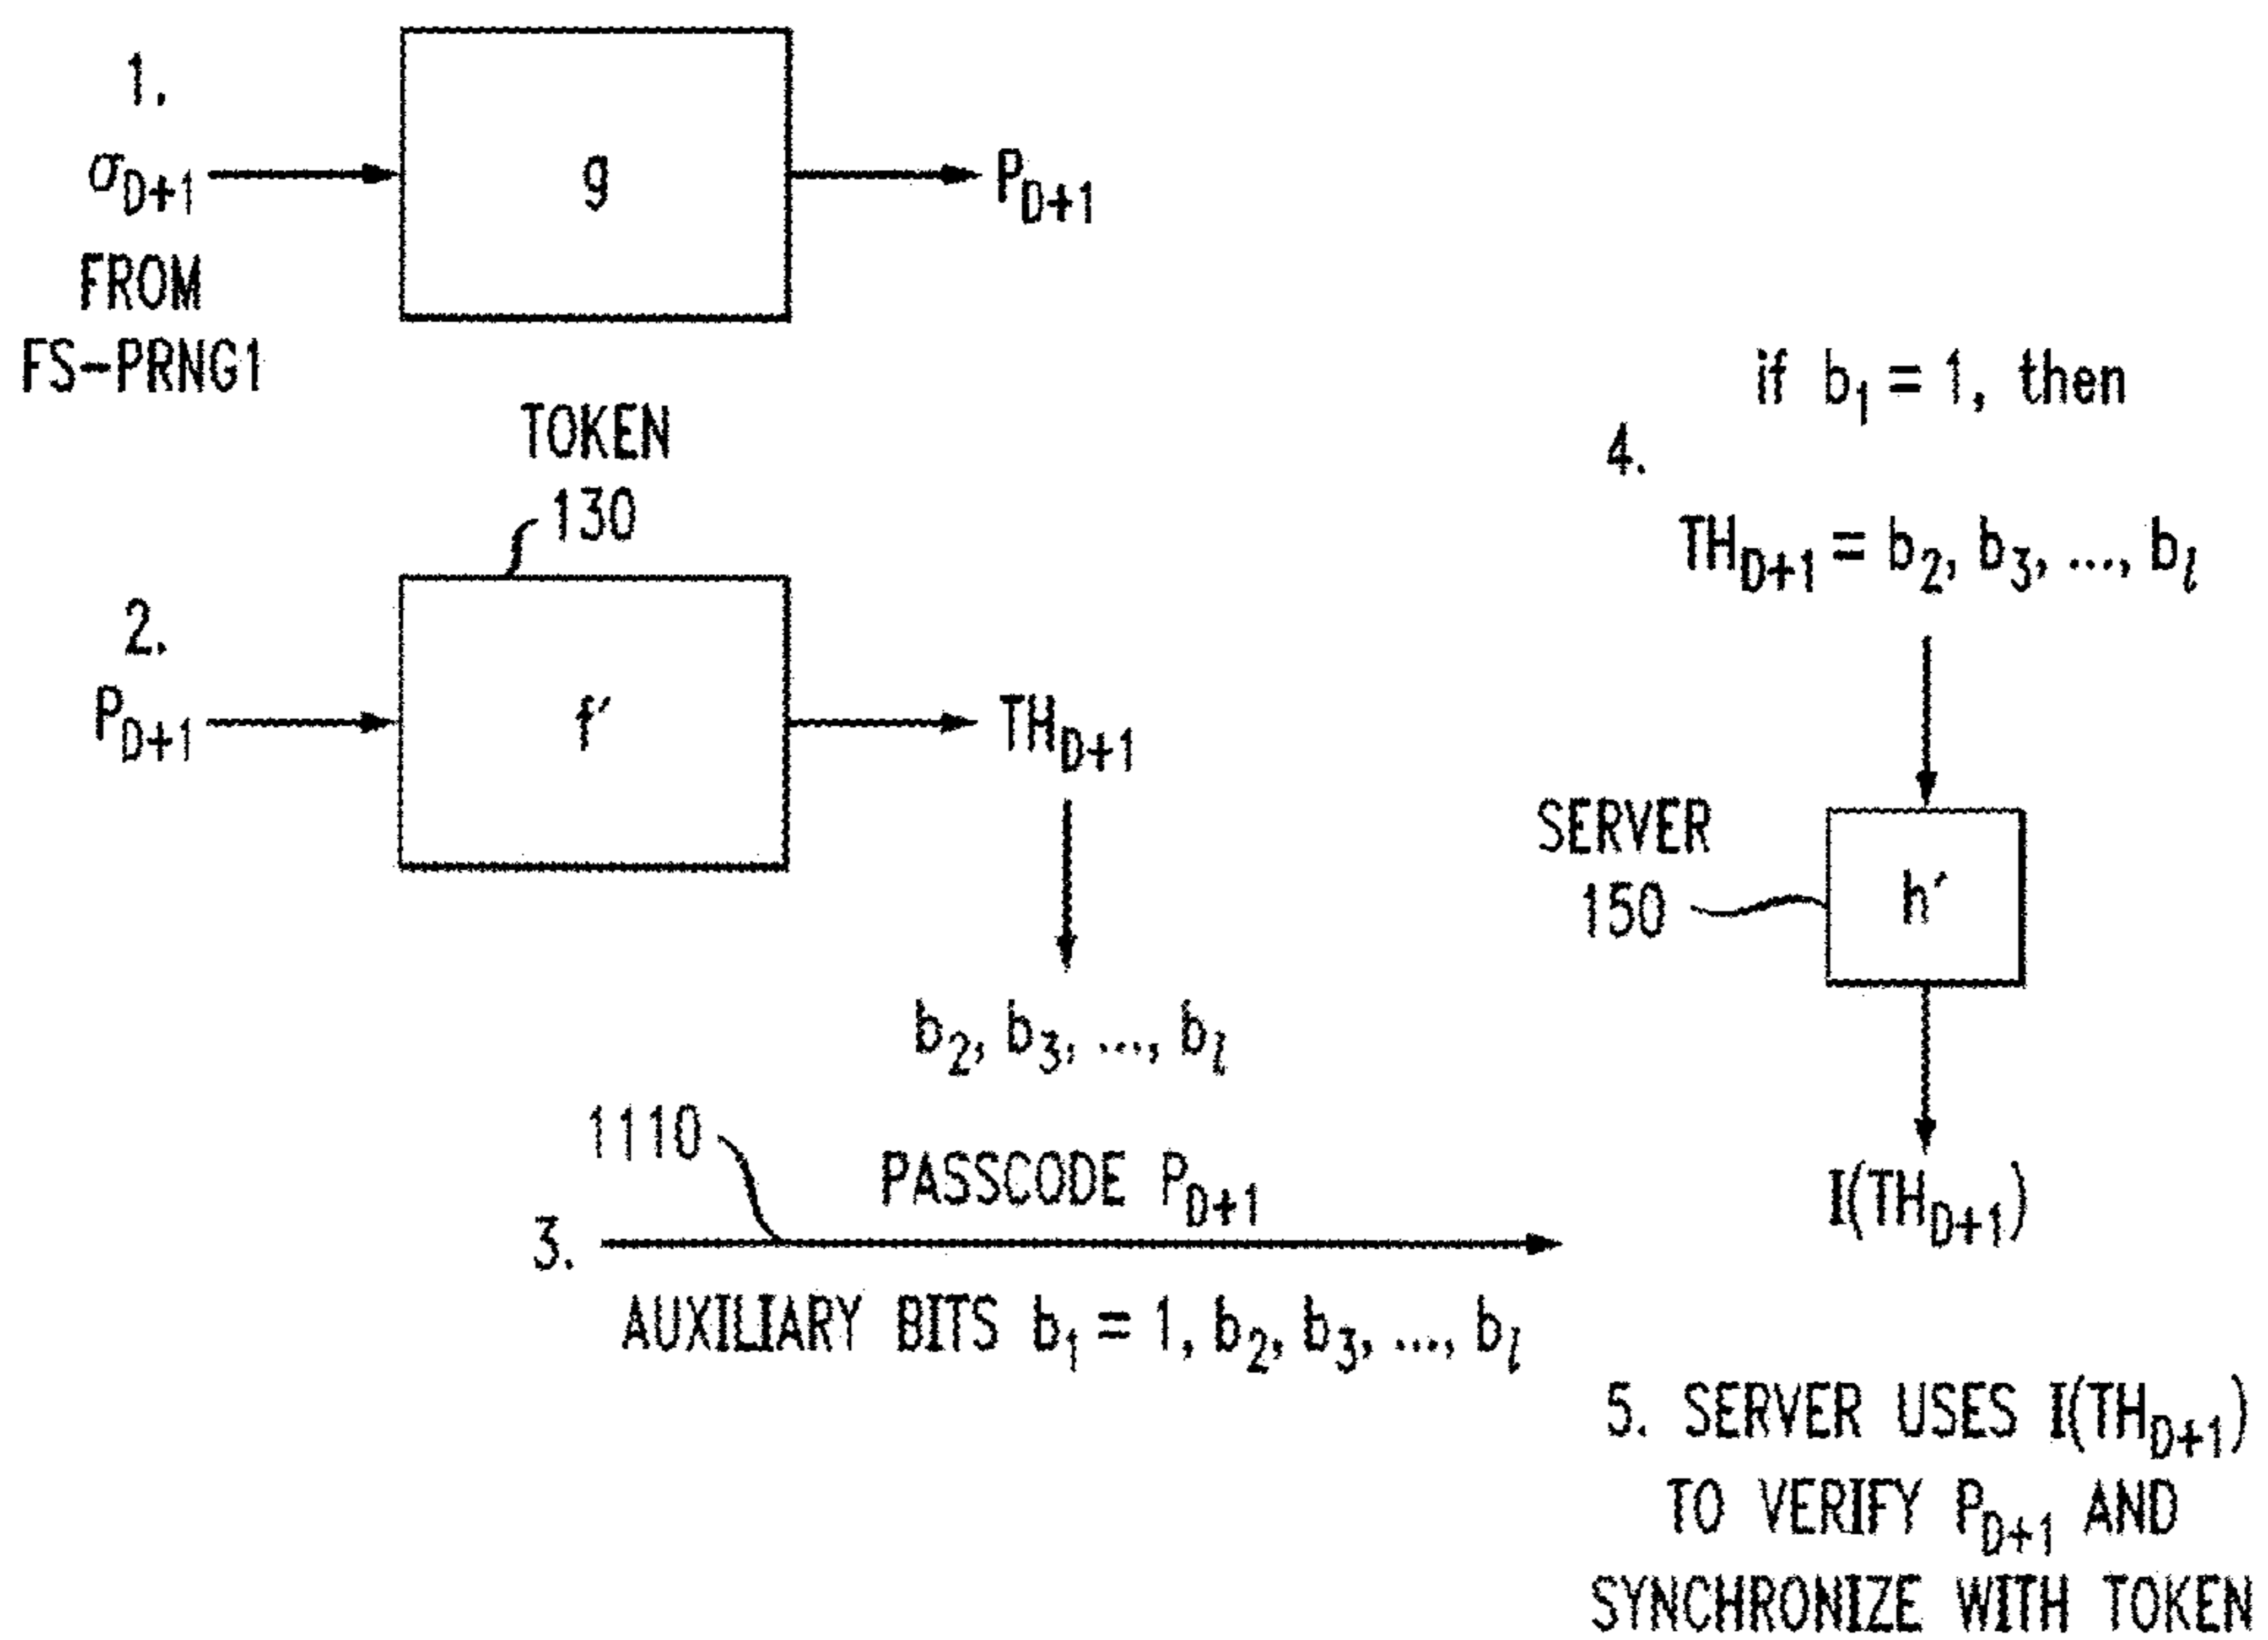 1.
σD+1
FROM
FS-PRNG1
g
PD+1
TOKEN
130
2.
PD+1
f'
THD+1
b2, b3, ..., bl
1110
3.
PASSCODE PD+1
AUXILIARY BITS b1 = 1, b2, b3, ..., bl
if b1 = 1, then
4.
THD+1 = b2, b3, ..., bl
SERVER
150
h'
I(THD+1)
5. SERVER USES I(THD+1)
TO VERIFY PD+1 AND
SYNCHRONIZE WITH TOKEN